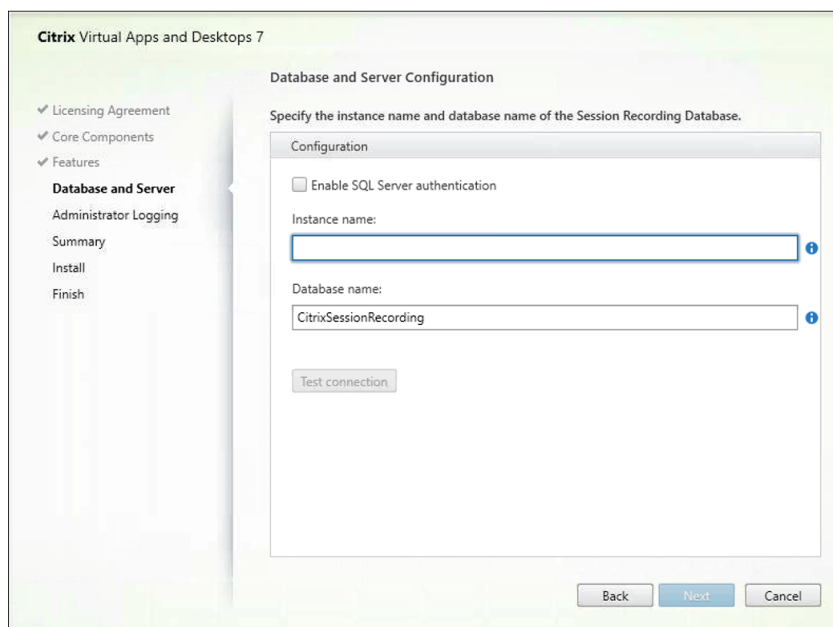 Citrix Virtual Apps and Desktops 7
Licensing Agreement
Core Components
Features
Database and Server
Administrator Logging
Summary
Install
Finish
Database and Server Configuration
Specify the instance name and database name of the Session Recording Database.
Configuration
Enable SQL Server authentication
Instance name:
Database name:
CitrixSessionRecording
Test connection
Back
Next
Cancel